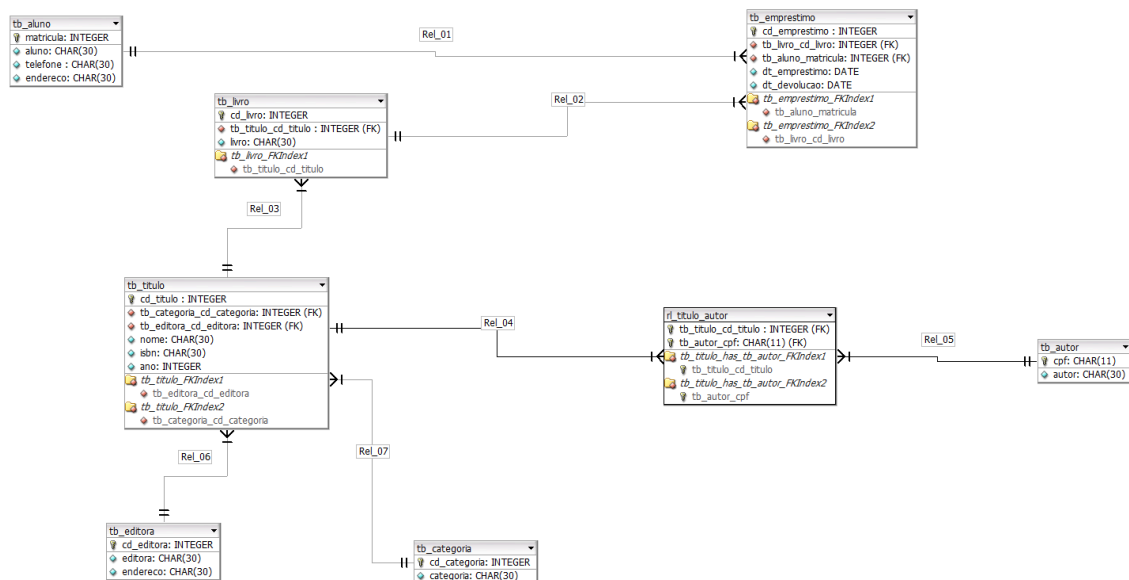 tb_aluno
matricula: INTEGER
aluno: CHAR(30)
telefone : CHAR(30)
endereco: CHAR(30)
Rel_01
tb_emprestimo
cd_emprestimo : INTEGER
tb_livro_cd_livro: INTEGER (FK)
tb_aluno_matricula: INTEGER (FK)
dt_emprestimo: DATE
dt_devolucao: DATE
tb_emprestimo_FKIndex1
tb_aluno_matricula
tb_emprestimo_FKIndex2
tb_livro_cd_livro
tb_livro
cd_livro: INTEGER
tb_titulo_cd_titulo : INTEGER (FK)
livro: CHAR(30)
tb_livro_FKIndex1
tb_titulo_cd_titulo
Rel_02
Rel_03
tb_titulo
cd_titulo : INTEGER
tb_categoria_cd_categoria: INTEGER (FK)
tb_editora_cd_editora: INTEGER (FK)
nome: CHAR(30)
isbn: CHAR(30)
ano: INTEGER
tb_titulo_FKIndex1
tb_editora_cd_editora
tb_titulo_FKIndex2
tb_categoria_cd_categoria
Rel_04
rl_titulo_autor
tb_titulo_cd_titulo : INTEGER (FK)
tb_autor_cpf: CHAR(11) (FK)
tb_titulo_has_tb_autor_FKIndex1
tb_titulo_cd_titulo
tb_titulo_has_tb_autor_FKIndex2
tb_autor_cpf
Rel_05
tb_autor
cpf: CHAR(11)
autor: CHAR(30)
Rel_06
Rel_07
tb_editora
cd_editora: INTEGER
editora: CHAR(30)
endereco: CHAR(30)
tb_categoria
cd_categoria: INTEGER
categoria: CHAR(30)